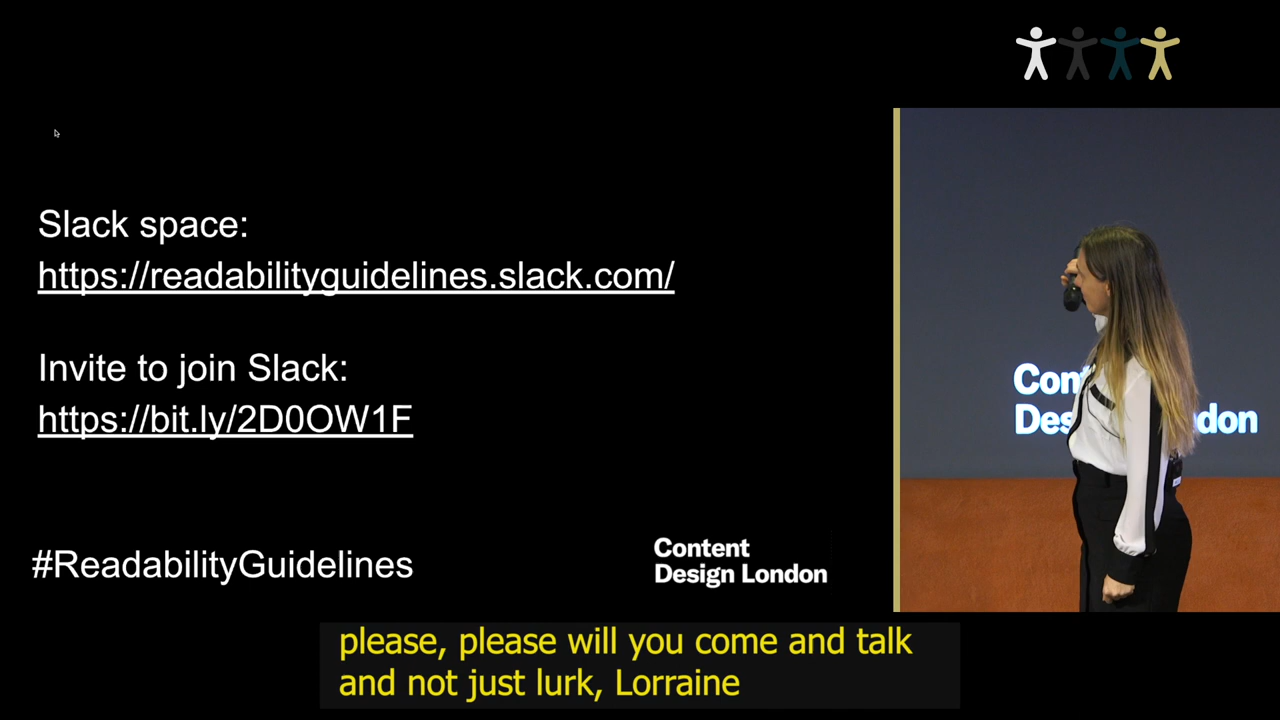 Slack space:
https://readabilityguidelines.slack.com/
Invite to join Slack:
https://bit.ly/2D0OW1F
#ReadabilityGuidelines
Content
Design London
please, please will you come and talk
and not just lurk, Lorraine